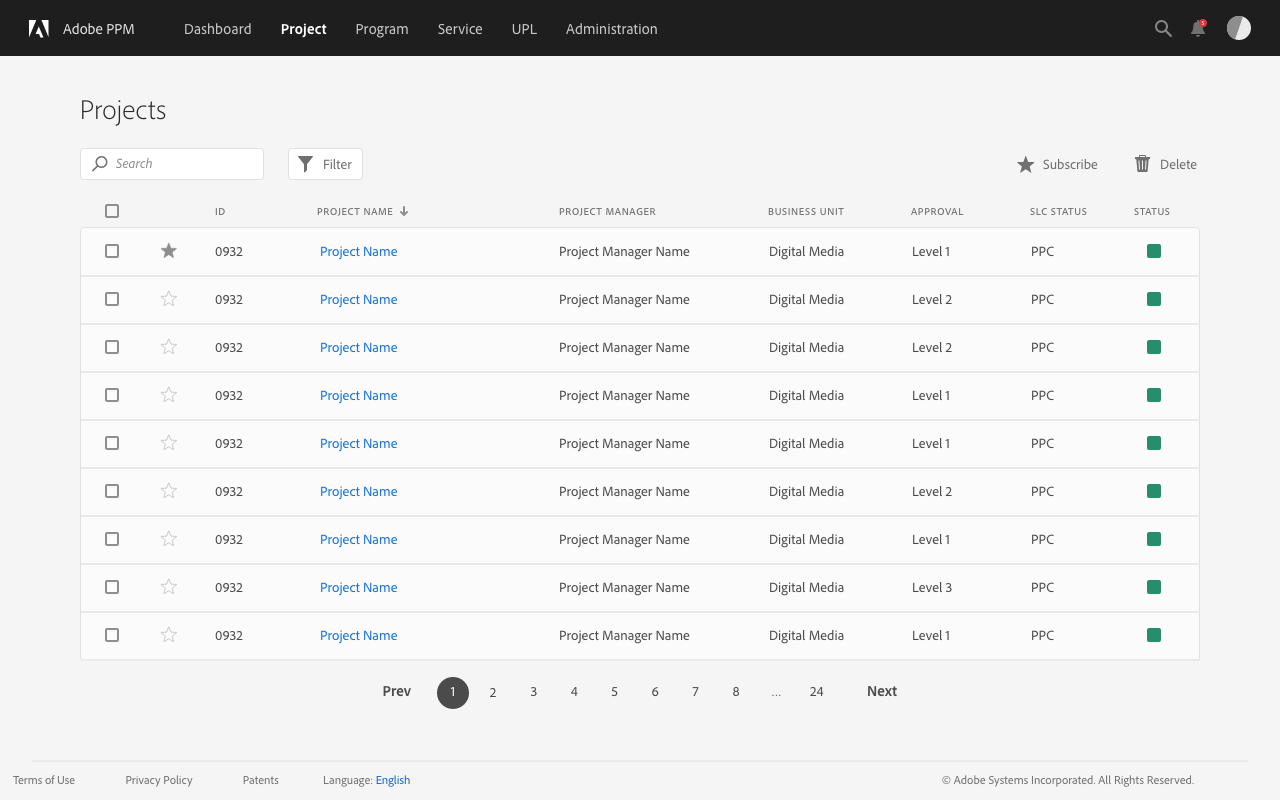 Adobe PPM Dashboard Project Program Service UPL Administration
Projects
Search Filter Subscribe Delete
ID PROJECT NAME PROJECT MANAGER BUSINESS UNIT APPROVAL SLC STATUS STATUS
0932 Project Name Project Manager Name Digital Media Level 1 PPC
0932 Project Name Project Manager Name Digital Media Level 2 PPC
0932 Project Name Project Manager Name Digital Media Level 2 PPC
0932 Project Name Project Manager Name Digital Media Level 1 PPC
0932 Project Name Project Manager Name Digital Media Level 1 PPC
0932 Project Name Project Manager Name Digital Media Level 2 PPC
0932 Project Name Project Manager Name Digital Media Level 1 PPC
0932 Project Name Project Manager Name Digital Media Level 3 PPC
0932 Project Name Project Manager Name Digital Media Level 1 PPC
Prev 1 2 3 4 5 6 7 8 ... 24 Next
Terms of Use Privacy Policy Patents Language: English © Adobe Systems Incorporated. All Rights Reserved.